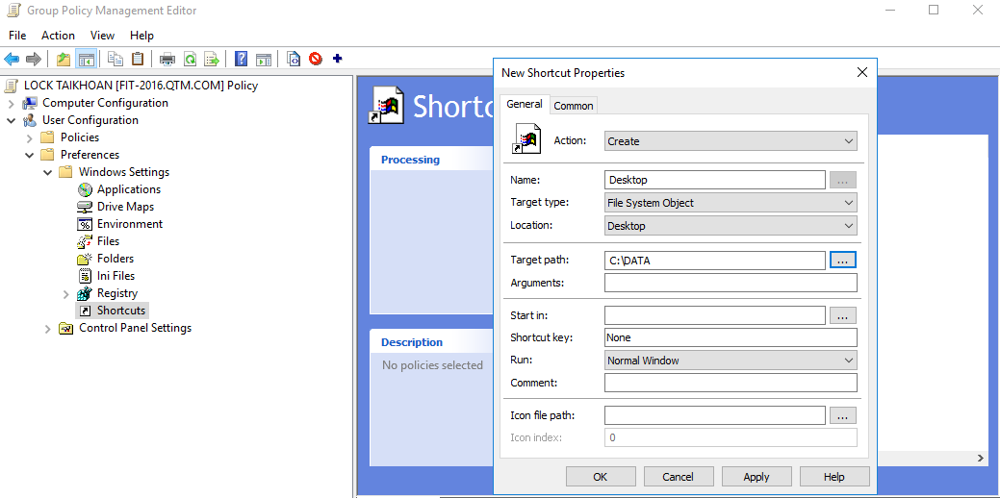 Group Policy Management Editor
File Action View Help
LOCK TAIKHOAN [FIT-2016.QTM.COM] Policy
Computer Configuration
User Configuration
Policies
Preferences
Windows Settings
Applications
Drive Maps
Environment
Files
Folders
Ini Files
Registry
Shortcuts
Control Panel Settings
Shortc
Processing
Description
No policies selected
New Shortcut Properties
General Common
Action: Create
Name: Desktop ...
Target type: File System Object
Location: Desktop
Target path: C:\DATA ...
Arguments:
Start in: ...
Shortcut key: None
Run: Normal Window
Comment:
Icon file path: ...
Icon index: 0
OK Cancel Apply Help